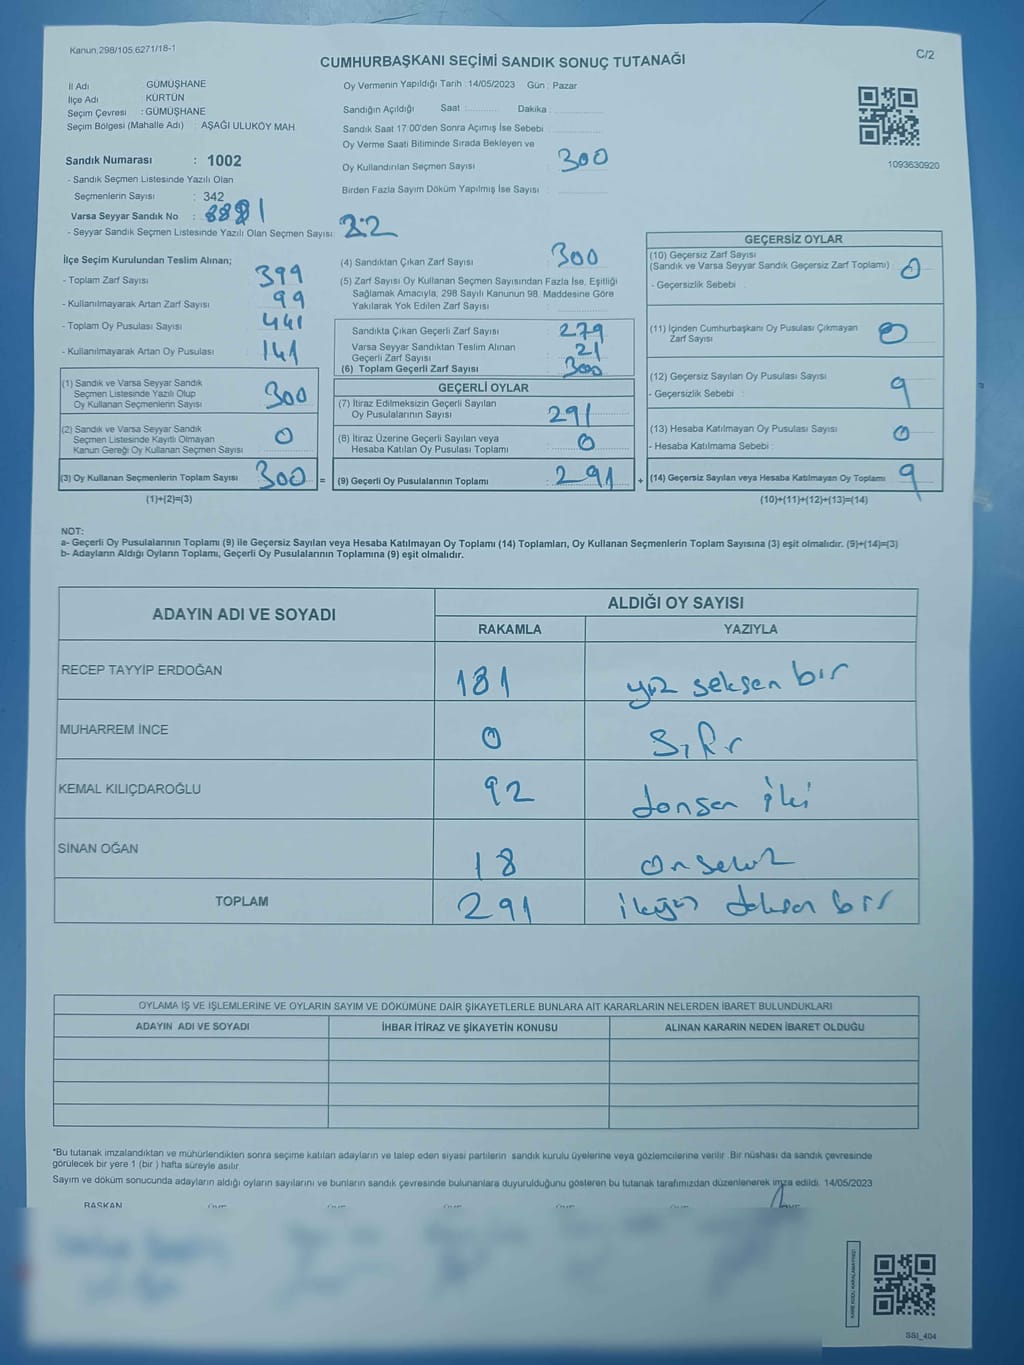 Kanun,298/105,6271/18-1
CUMHURBAŞKANI SEÇİMİ SANDIK SONUÇ TUTANAĞI
C/2
İl Adı GÜMÜŞHANE
İlçe Adı KÜRTÜN
Seçim Çevresi : GÜMÜŞHANE
Seçim Bölgesi (Mahalle Adı) AŞAĞI ULUKÖY MAH.
Oy Vermenin Yapıldığı Tarih : 14/05/2023 Gün : Pazar
Sandığın Açıldığı Saat : Dakika :
Sandık Saat 17:00'den Sonra Açımış İse Sebebi :
Oy Verme Saati Bitiminde Sırada Bekleyen ve
Oy Kullandırılan Seçmen Sayısı 300
Birden Fazla Sayım Döküm Yapılmış İse Sayısı :
1093630920
Sandık Numarası : 1002
- Sandık Seçmen Listesinde Yazılı Olan
Seçmenlerin Sayısı : 342
Varsa Seyyar Sandık No :
- Seyyar Sandık Seçmen Listesinde Yazılı Olan Seçmen Sayısı: 22
İlçe Seçim Kurulundan Teslim Alınan;
- Toplam Zarf Sayısı 399
- Kullanılmayarak Artan Zarf Sayısı 99
- Toplam Oy Pusulası Sayısı 441
- Kullanılmayarak Artan Oy Pusulası 141
(1) Sandık ve Varsa Seyyar Sandık
Seçmen Listesinde Yazılı Olup
Oy Kullanan Seçmenlerin Sayısı 300
(2) Sandık ve Varsa Seyyar Sandık
Seçmen Listesinde Kayıtlı Olmayan
Kanun Gereği Oy Kullanan Seçmen Sayısı 0
(3) Oy Kullanan Seçmenlerin Toplam Sayısı 300 =
(1)+(2)=(3)
(4) Sandıktan Çıkan Zarf Sayısı 300
(5) Zarf Sayısı Oy Kullanan Seçmen Sayısından Fazla İse, Eşitliği
Sağlamak Amacıyla, 298 Sayılı Kanunun 98. Maddesine Göre
Yakılarak Yok Edilen Zarf Sayısı
Sandıkta Çıkan Geçerli Zarf Sayısı : 279
Varsa Seyyar Sandıktan Teslim Alınan
Geçerli Zarf Sayısı : 21
(6) Toplam Geçerli Zarf Sayısı : 300
GEÇERLİ OYLAR
(7) İtiraz Edilmeksizin Geçerli Sayılan
Oy Pusulalarının Sayısı 291
(8) İtiraz Üzerine Geçerli Sayılan veya
Hesaba Katılan Oy Pusulası Toplamı 0
(9) Geçerli Oy Pusulalarının Toplamı 291 +
GEÇERSİZ OYLAR
(10) Geçersiz Zarf Sayısı
(Sandık ve Varsa Seyyar Sandık Geçersiz Zarf Toplamı) 0
- Geçersizlik Sebebi :
(11) İçinden Cumhurbaşkanı Oy Pusulası Çıkmayan
Zarf Sayısı 0
(12) Geçersiz Sayılan Oy Pusulası Sayısı 9
- Geçersizlik Sebebi :
(13) Hesaba Katılmayan Oy Pusulası Sayısı 0
- Hesaba Katılmama Sebebi :
(14) Geçersiz Sayılan veya Hesaba Katılmayan Oy Toplamı 9
(10)+(11)+(12)+(13)=(14)
NOT:
a- Geçerli Oy Pusulalarının Toplamı (9) ile Geçersiz Sayılan veya Hesaba Katılmayan Oy Toplamı (14) Toplamları, Oy Kullanan Seçmenlerin Toplam Sayısına (3) eşit olmalıdır. (9)+(14)=(3)
b- Adayların Aldığı Oyların Toplamı, Geçerli Oy Pusulalarının Toplamına (9) eşit olmalıdır.
ADAYIN ADI VE SOYADI ALDIĞI OY SAYISI
RAKAMLA YAZIYLA
RECEP TAYYİP ERDOĞAN 181 yüz seksen bir
MUHARREM İNCE 0 sıfır
KEMAL KILIÇDAROĞLU 92 doksan iki
SİNAN OĞAN 18 onsekiz
TOPLAM 291 ikiyüz doksan bir
OYLAMA İŞ VE İŞLEMLERİNE VE OYLARIN SAYIM VE DÖKÜMÜNE DAİR ŞİKAYETLERLE BUNLARA AİT KARARLARIN NELERDEN İBARET BULUNDUKLARI
ADAYIN ADI VE SOYADI İHBAR İTİRAZ VE ŞİKAYETİN KONUSU ALINAN KARARIN NEDEN İBARET OLDUĞU
*Bu tutanak imzalandıktan ve mühürlendikten sonra seçime katılan adayların ve talep eden siyasi partilerin sandık kurulu üyelerine veya gözlemcilerine verilir. Bir nüshası da sandık çevresinde
görülecek bir yere 1 (bir) hafta süreyle asılır.
Sayım ve döküm sonucunda adayların aldığı oyların sayılarını ve bunların sandık çevresinde bulunanlara duyurulduğunu gösteren bu tutanak tarafımızdan düzenlenerek imza edildi. 14/05/2023
BAŞKAN ÜYE ÜYE ÜYE ÜYE ÜYE ÜYE
KARE KODU KARALAMAYINIZ!
SSI_404